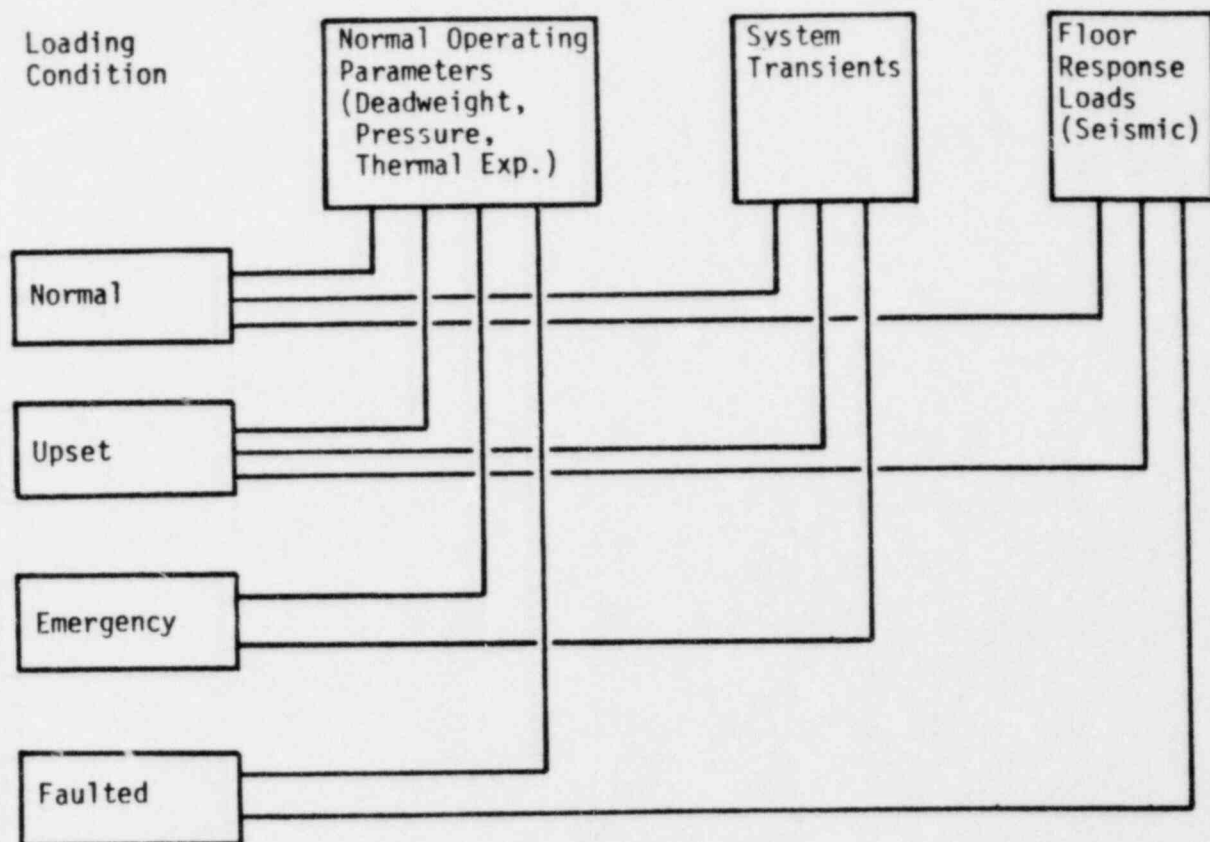 Loading
Condition
Normal Operating
Parameters
(Deadweight,
Pressure,
Thermal Exp.)
System
Transients
Floor
Response
Loads
(Seismic)
Normal
Upset
Emergency
Faulted